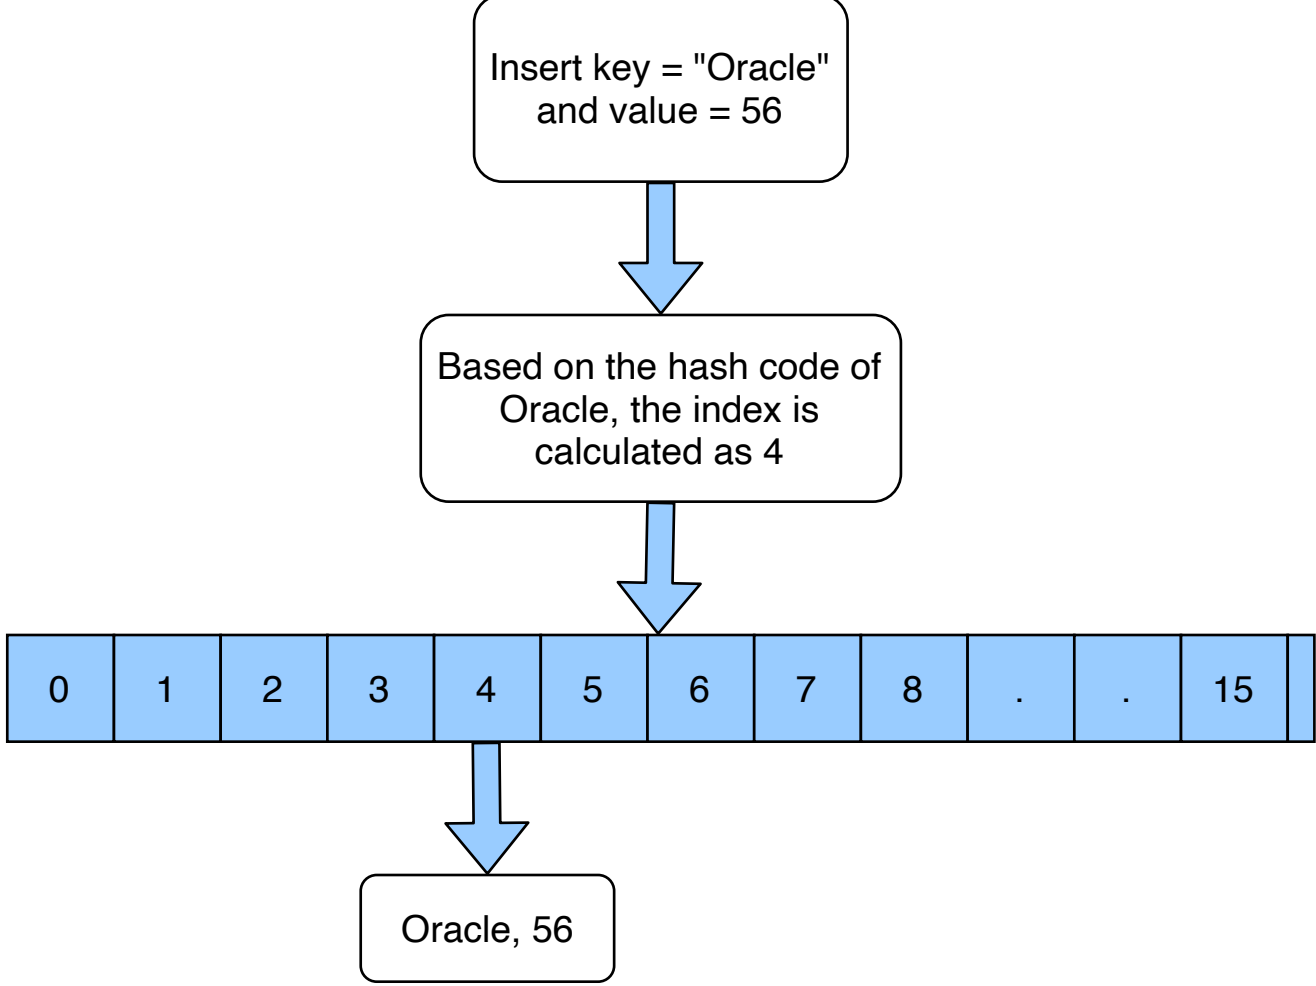 Insert key = "Oracle"
and value = 56
Based on the hash code of
Oracle, the index is
calculated as 4
0 1 2 3 4 5 6 7 8 . . 15
Oracle, 56